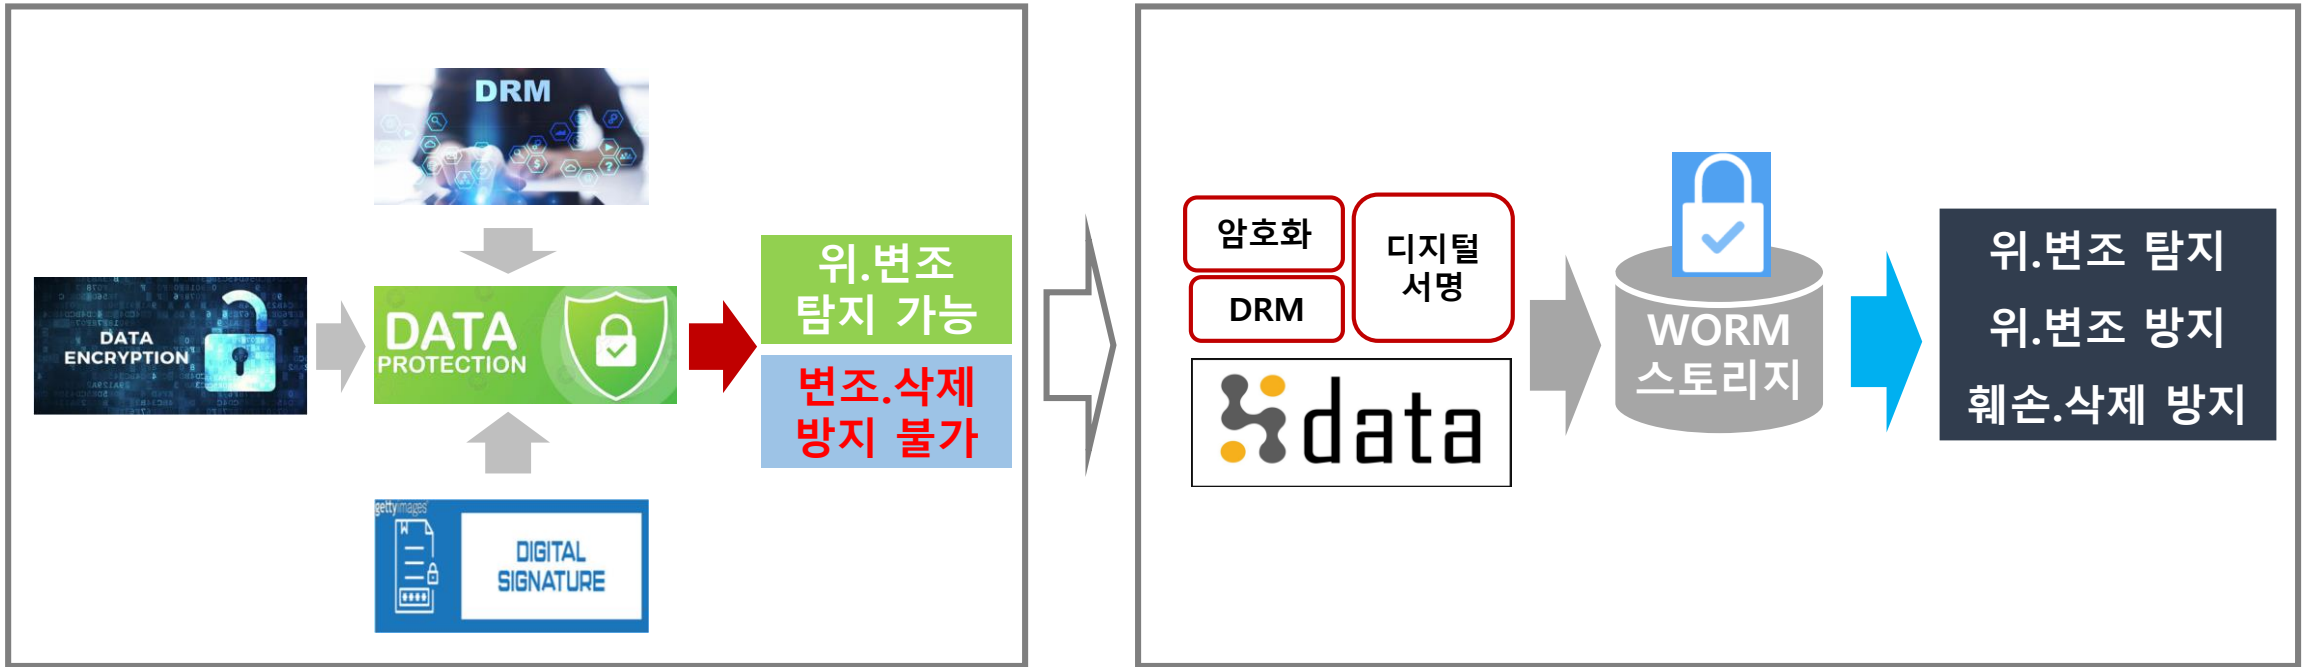 DRM
DATA
ENCRYPTION
DATA
PROTECTION
gettyimages
DIGITAL
SIGNATURE
위.변조
탐지 가능
변조.삭제
방지 불가
암호화
DRM
디지털
서명
data
WORM
스토리지
위.변조 탐지
위.변조 방지
훼손.삭제 방지